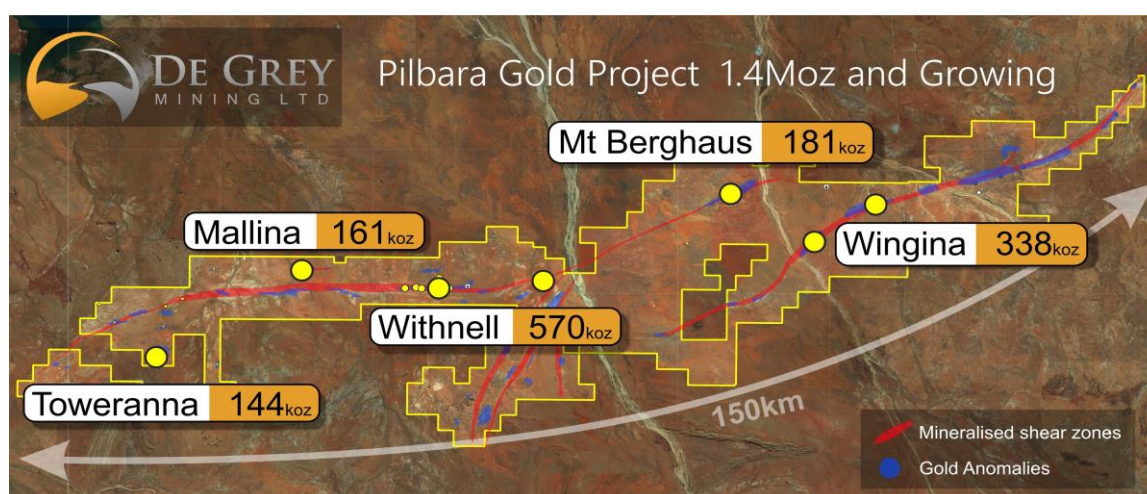 DE GREY
MINING LTD
Pilbara Gold Project 1.4Moz and Growing
Mt Berghaus 181koz
Mallina 161koz
Wingina 338koz
Withnell 570koz
Toweranna 144koz
150km
Mineralised shear zones
Gold Anomalies